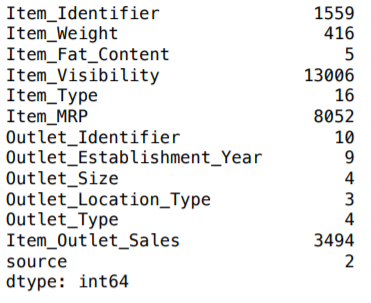 Item_Identifier 1559
Item_Weight 416
Item_Fat_Content 5
Item_Visibility 13006
Item_Type 16
Item_MRP 8052
Outlet_Identifier 10
Outlet_Establishment_Year 9
Outlet_Size 4
Outlet_Location_Type 3
Outlet_Type 4
Item_Outlet_Sales 3494
source 2
dtype: int64